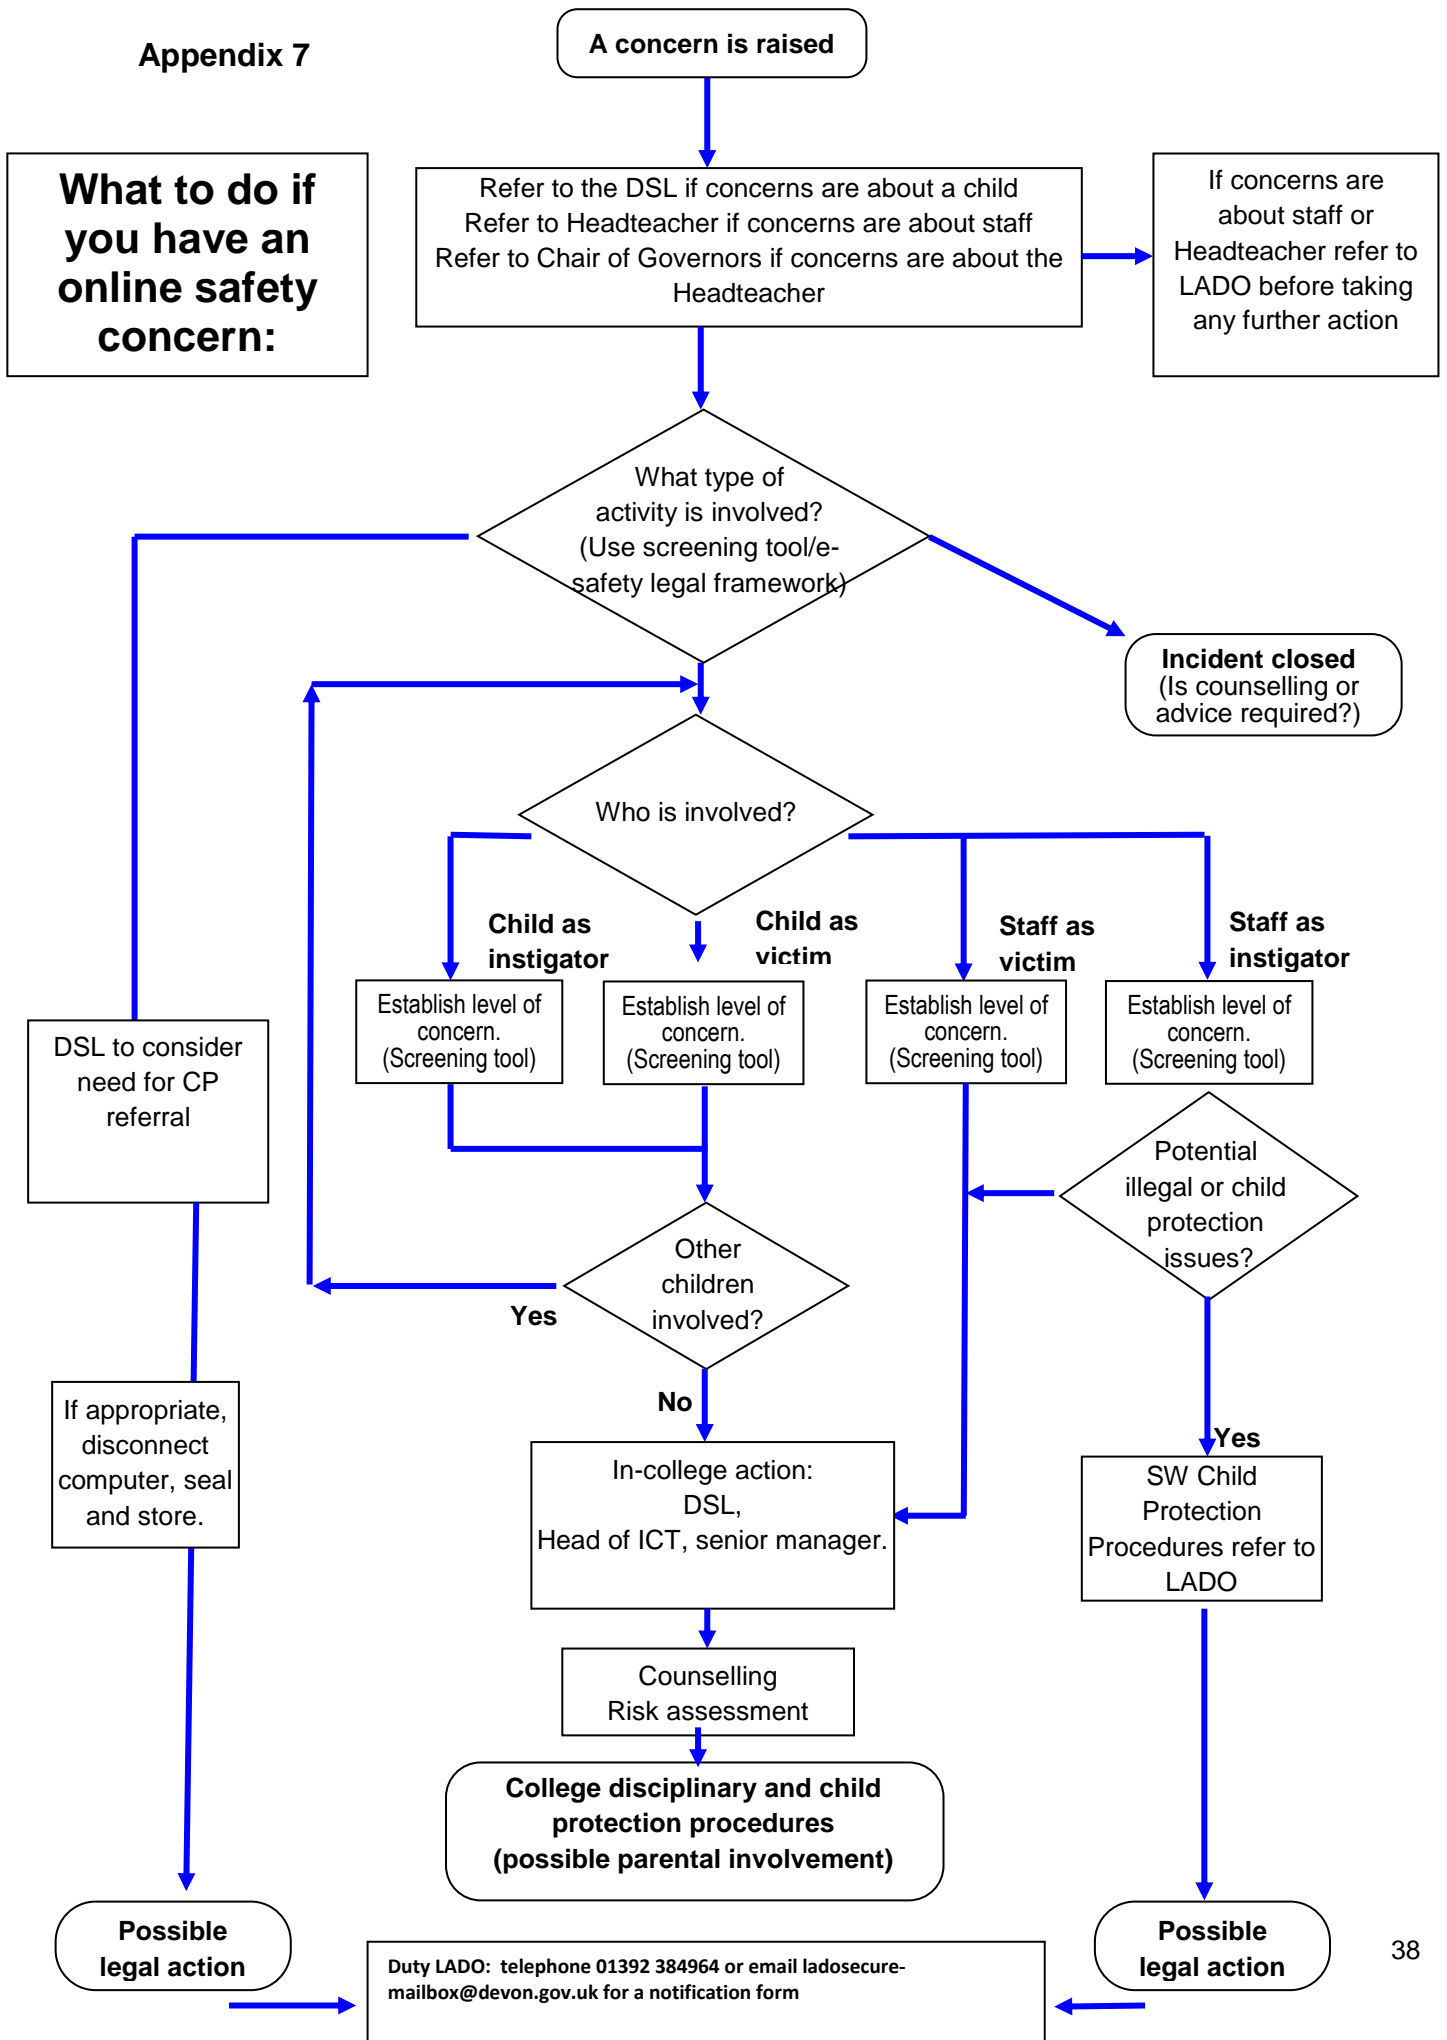 Appendix 7
A concern is raised
What to do if
you have an
online safety
concern:
Refer to the DSL if concerns are about a child
Refer to Headteacher if concerns are about staff
Refer to Chair of Governors if concerns are about the
Headteacher
If concerns are
about staff or
Headteacher refer to
LADO before taking
any further action
What type of
activity is involved?
(Use screening tool/e-
safety legal framework)
Incident closed
(Is counselling or
advice required?)
Who is involved?
Child as
instigator
Child as
victim
Staff as
victim
Staff as
instigator
Establish level of
concern.
(Screening tool)
Establish level of
concern.
(Screening tool)
Establish level of
concern.
(Screening tool)
Establish level of
concern.
(Screening tool)
DSL to consider
need for CP
referral
Potential
illegal or child
protection
issues?
Other
children
involved?
Yes
No
If appropriate,
disconnect
computer, seal
and store.
In-college action:
DSL,
Head of ICT, senior manager.
Yes
SW Child
Protection
Procedures refer to
LADO
Counselling
Risk assessment
College disciplinary and child
protection procedures
(possible parental involvement)
Possible
legal action
Possible
legal action
38
Duty LADO:  telephone 01392 384964 or email ladosecure-
mailbox@devon.gov.uk for a notification form